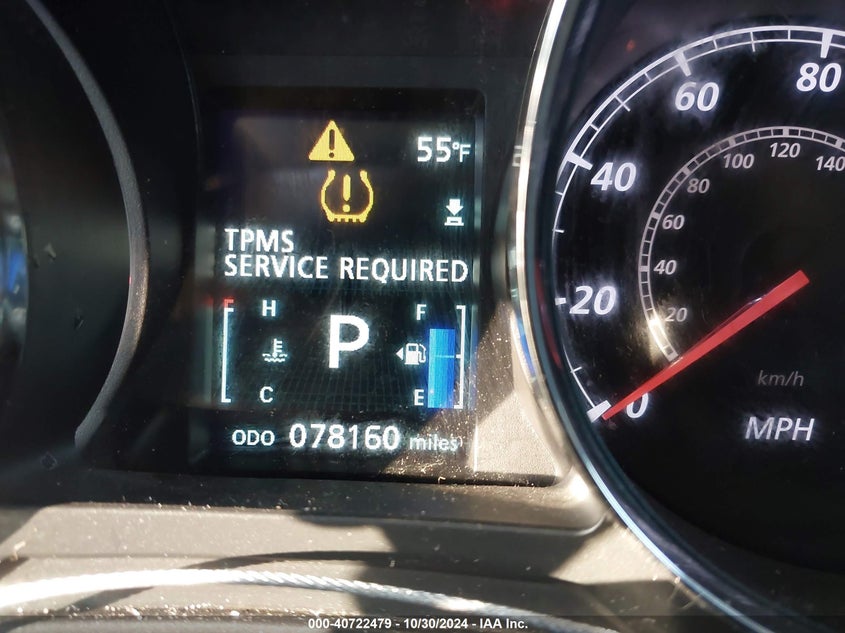 55°F
TPMS
SERVICE REQUIRED
H
F
P
C
E
ODO 078160 miles
0
20
40
60
80
20
40
60
80
100
120
140
km/h
MPH
000-40722479 - 10/30/2024 - IAA Inc.